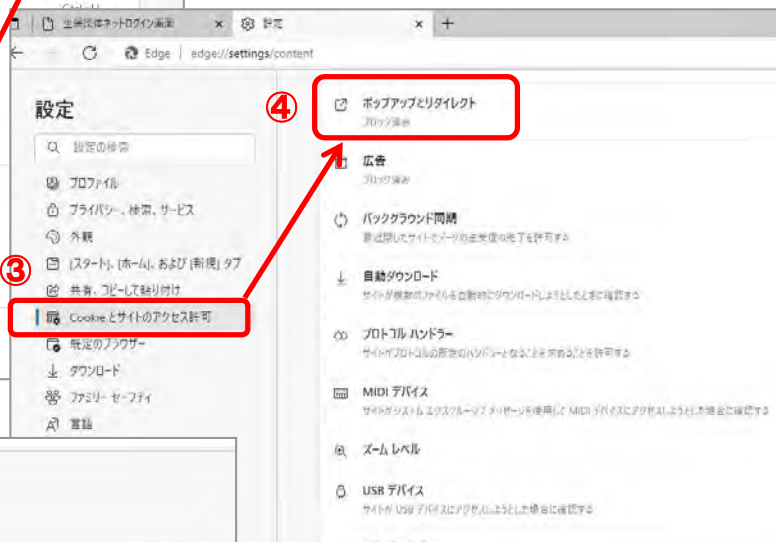 生保団体ネットログイン画面
設定
Edge
edge://settings/content
設定
設定の検索
プロファイル
プライバシー、検索、サービス
外観
③
[スタート]、[ホーム]、および [新規] タブ
共有、コピーして貼り付け
Cookie とサイトのアクセス許可
既定のブラウザー
ダウンロード
ファミリー セーフティ
言語
④
ポップアップとリダイレクト
ブロック済み
広告
ブロック済み
バックグラウンド同期
最近閉じたサイトでデータの送受信の完了を許可する
自動ダウンロード
サイトが複数のファイルを自動的にダウンロードしようとしたときに確認する
プロトコル ハンドラー
サイトがプロトコルの既定のハンドラーとなることを求めることを許可する
MIDI デバイス
サイトがシステム エクスクルーシブ メッセージを使用して MIDI デバイスにアクセスしようとした場合に確認する
ズーム レベル
USB デバイス
サイトが USB デバイスにアクセスしようとした場合に確認する